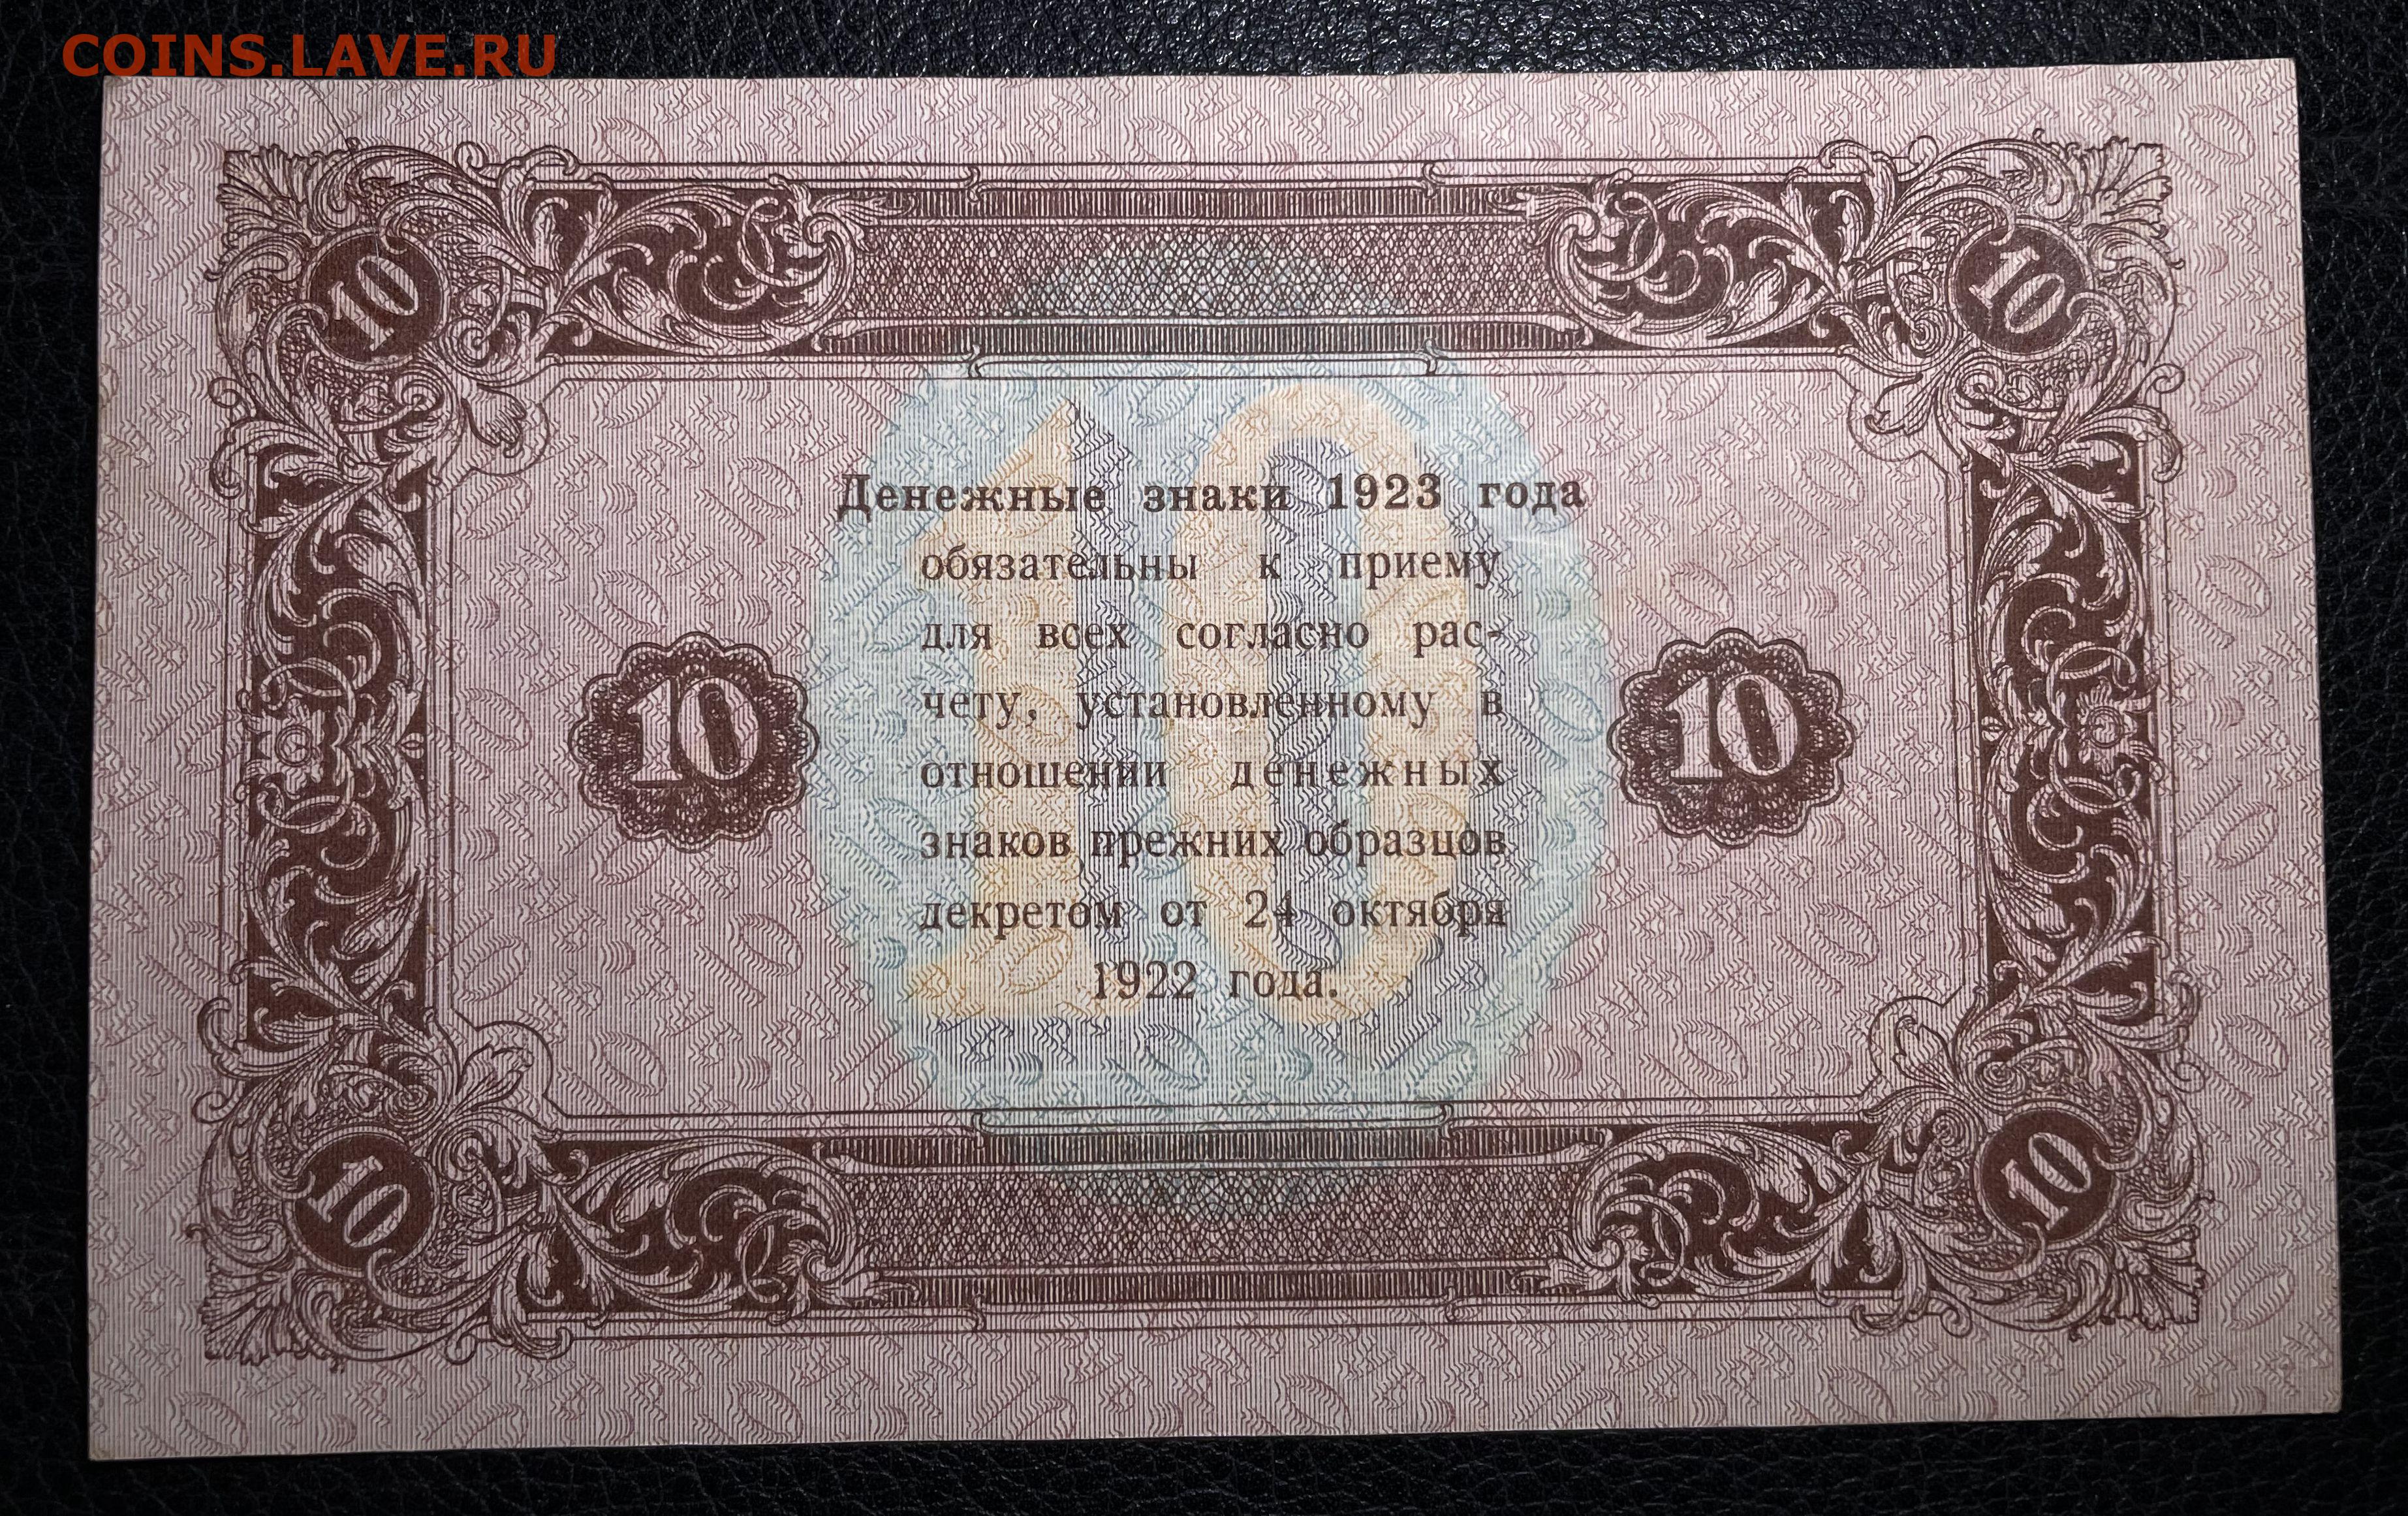 COINS.LAVE.RU
10 10
10
Денежные знаки 1923 года
обязательны к приему
для всех согласно рас-
чету, установленному в
отношении денежных
знаков прежних образцов
декретом от 24 октября
1922 года.
10 10
10 10